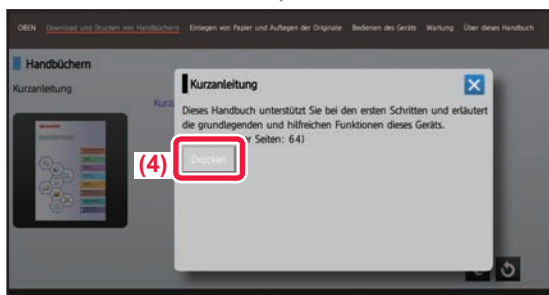 OBEN Download und Drucken von Handbüchern Einlegen von Papier und Auflegen der Originale Bedienen des Geräts Wartung Über dieses Handbuch
Handbüchern
Kurzanleitung
Kurzanleitung
Dieses Handbuch unterstützt Sie bei den ersten Schritten und erläutert
die grundlegenden und hilfreichen Funktionen dieses Geräts.
Seiten: 64)
(4)
Drucken